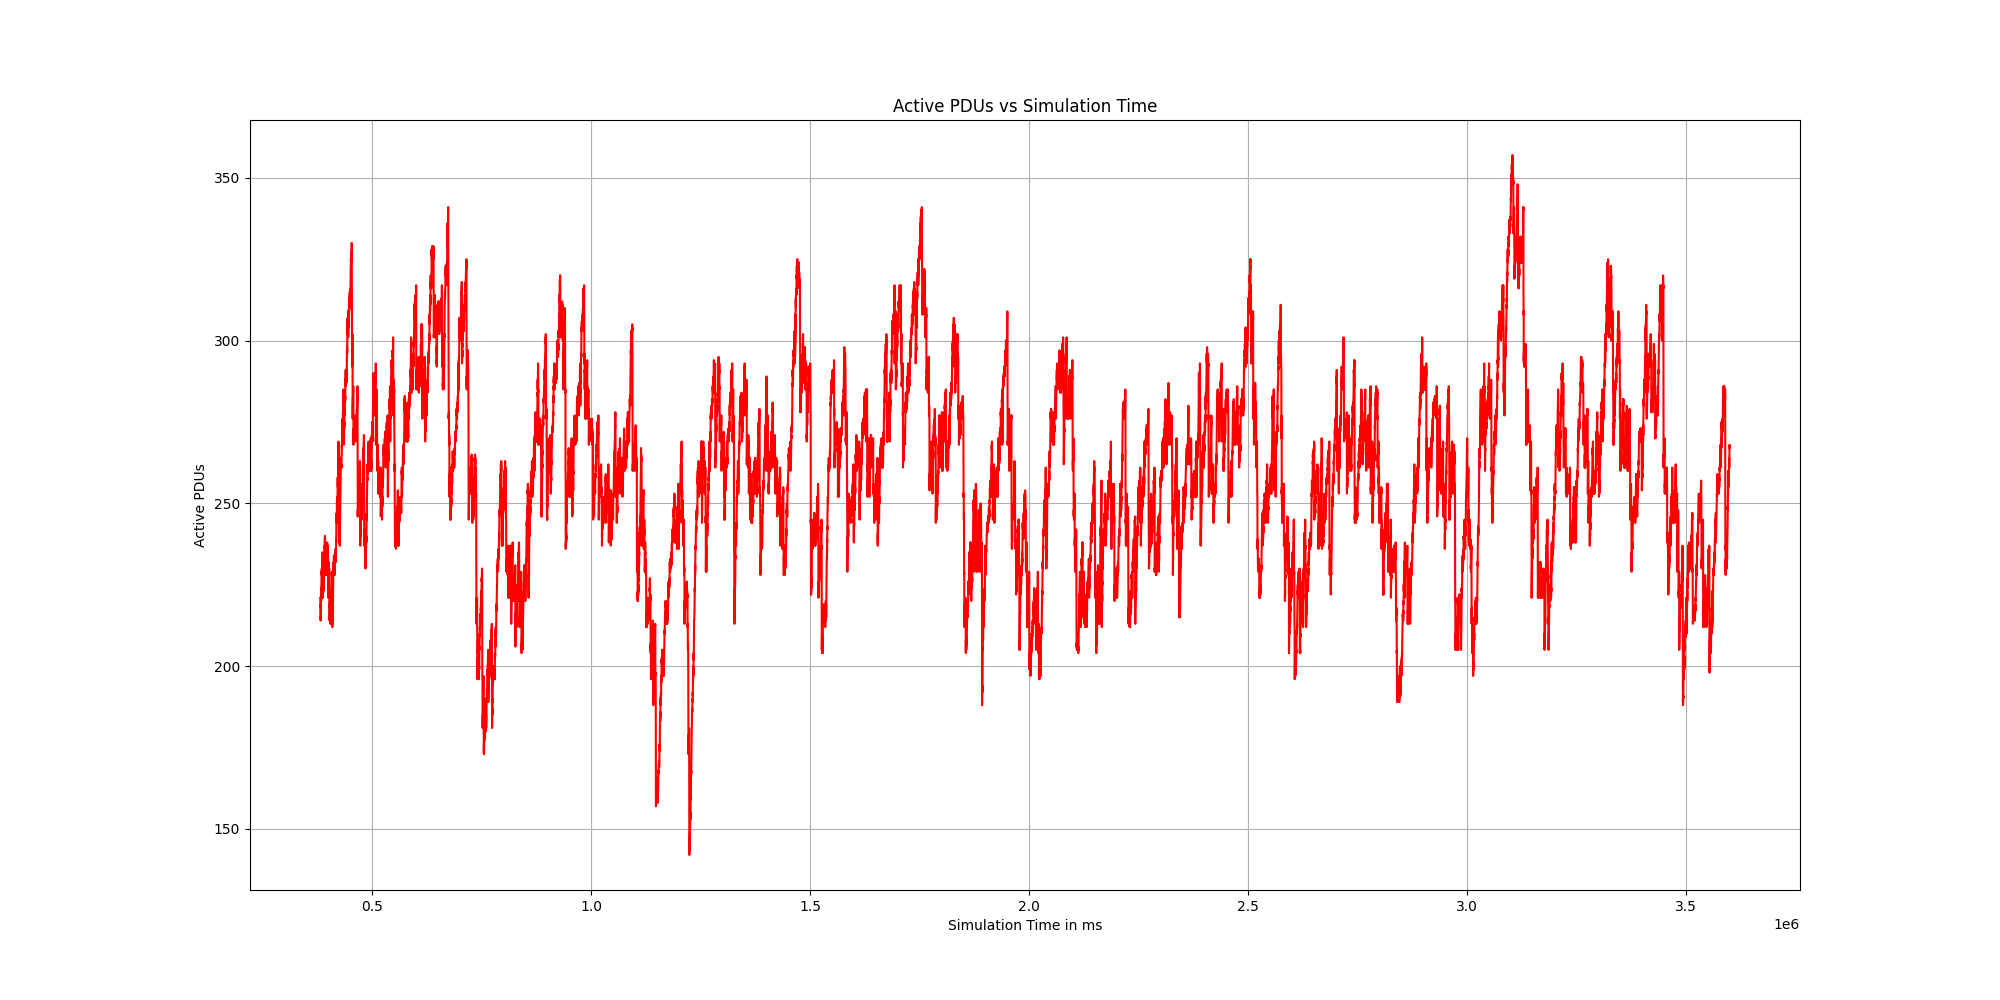 Active PDUs vs Simulation Time
Active PDUs
350
300
250
200
150
0.5 1.0 1.5 2.0 2.5 3.0 3.5
Simulation Time in ms
1e6